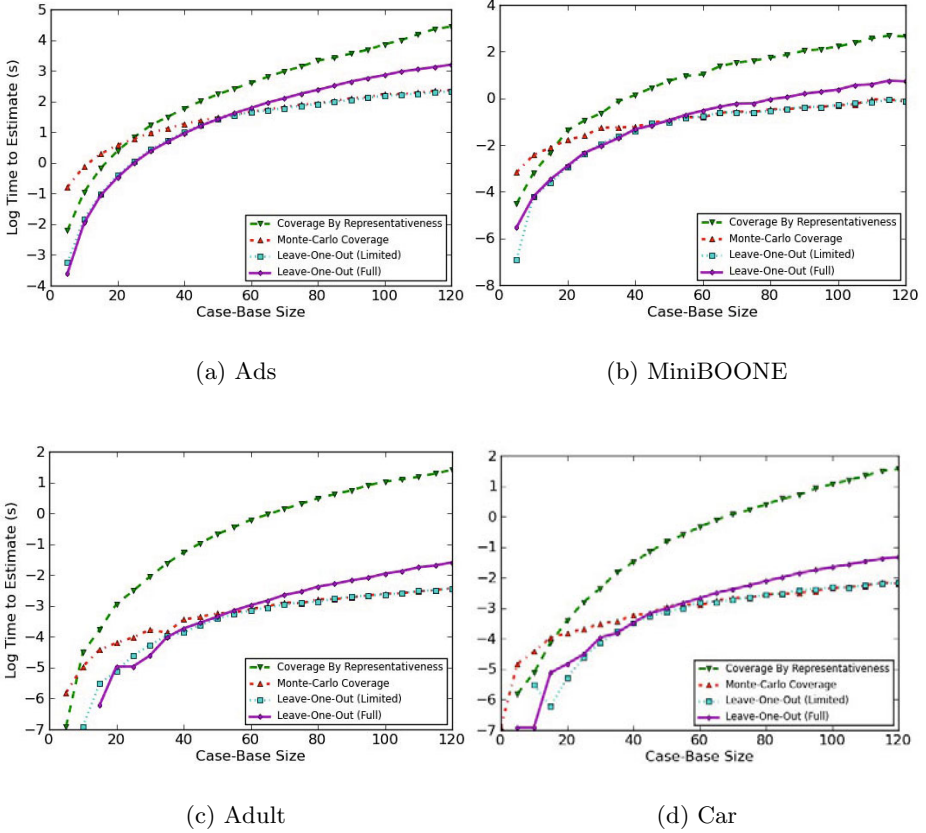 5
4
3
2
1
0
−1
−2
−3
−4
Log Time to Estimate (s)
0 20 40 60 80 100 120
Case-Base Size
Coverage By Representativeness
Monte-Carlo Coverage
Leave-One-Out (Limited)
Leave-One-Out (Full)
(a) Ads
4
2
0
−2
−4
−6
−8
0 20 40 60 80 100 120
Case-Base Size
Coverage By Representativeness
Monte-Carlo Coverage
Leave-One-Out (Limited)
Leave-One-Out (Full)
(b) MiniBOONE
2
1
0
−1
−2
−3
−4
−5
−6
−7
Log Time to Estimate (s)
0 20 40 60 80 100 120
Case-Base Size
Coverage By Representativeness
Monte-Carlo Coverage
Leave-One-Out (Limited)
Leave-One-Out (Full)
(c) Adult
2
1
0
−1
−2
−3
−4
−5
−6
−7
0 20 40 60 80 100 120
Case-Base Size
Coverage By Representativeness
Monte-Carlo Coverage
Leave-One-Out (Limited)
Leave-One-Out (Full)
(d) Car